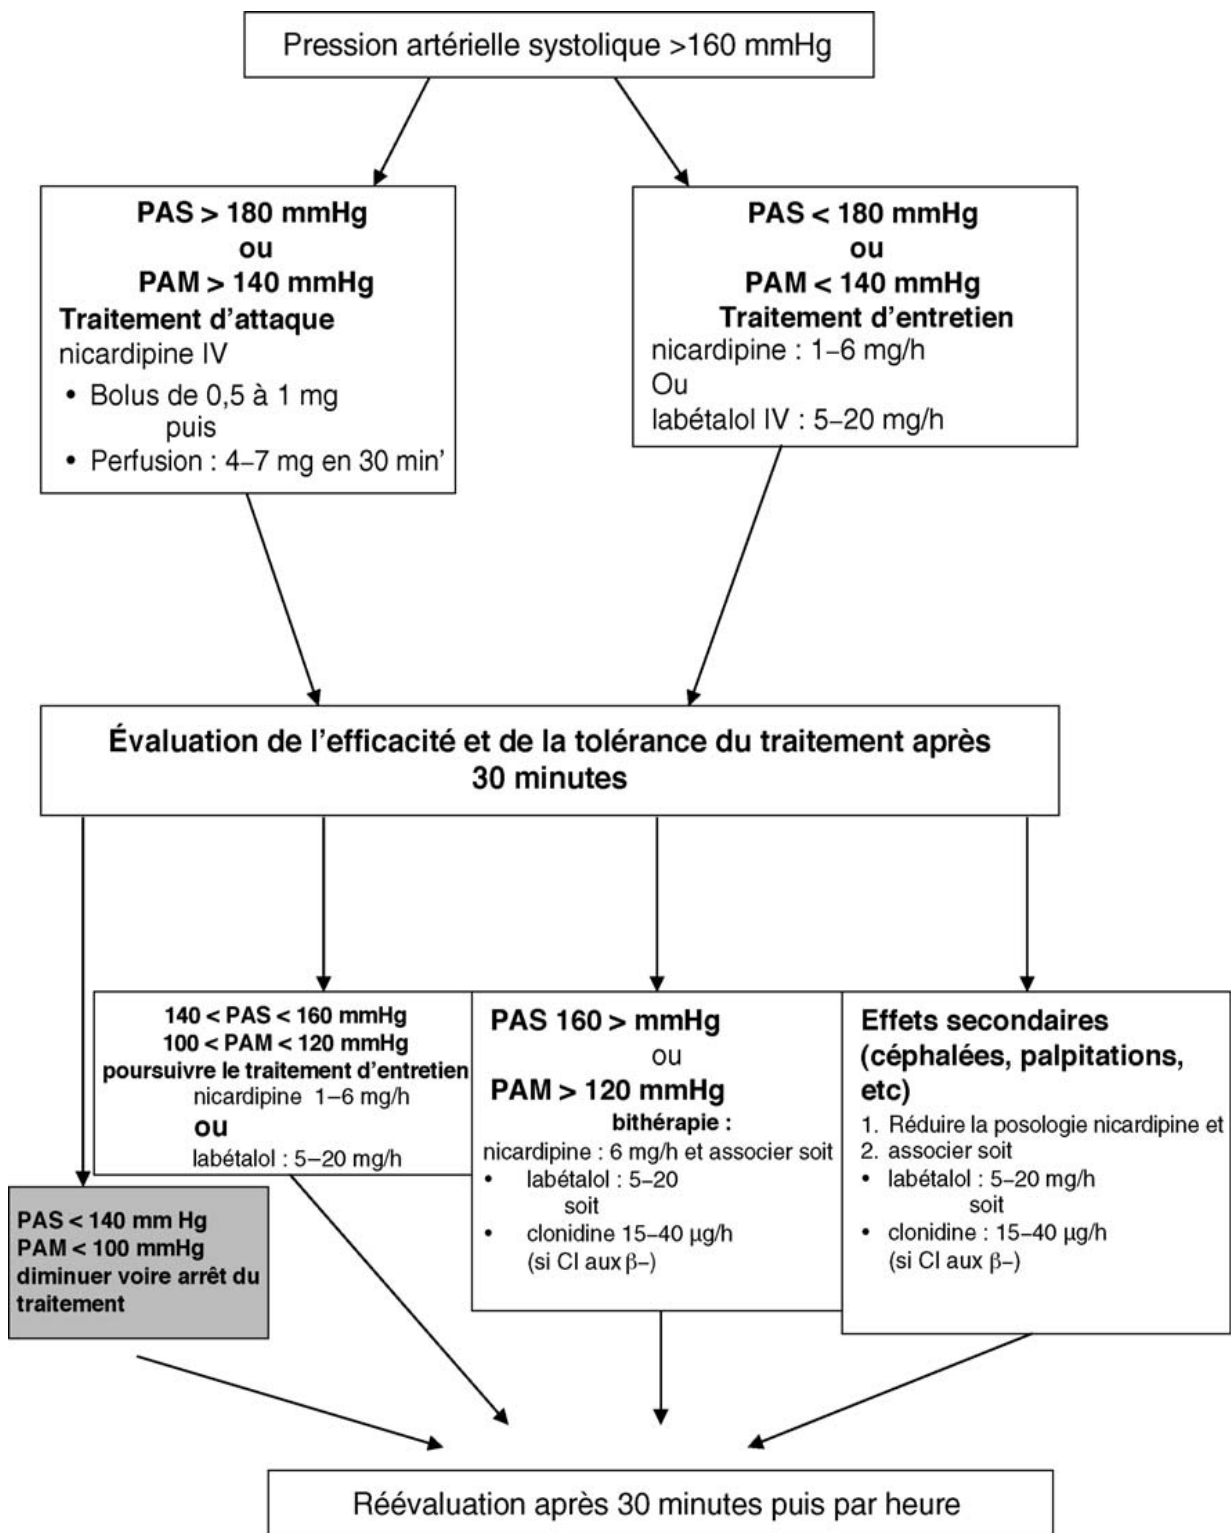 Pression artérielle systolique >160 mmHg
PAS > 180 mmHg
ou
PAM > 140 mmHg
Traitement d’attaque
nicardipine IV
• Bolus de 0,5 à 1 mg
puis
• Perfusion : 4–7 mg en 30 min’
PAS < 180 mmHg
ou
PAM < 140 mmHg
Traitement d’entretien
nicardipine : 1–6 mg/h
Ou
labétalol IV : 5–20 mg/h
Évaluation de l’efficacité et de la tolérance du traitement après
30 minutes
PAS < 140 mm Hg
PAM < 100 mmHg
diminuer voire arrêt du
traitement
140 < PAS < 160 mmHg
100 < PAM < 120 mmHg
poursuivre le traitement d’entretien
nicardipine 1–6 mg/h
ou
labétalol : 5–20 mg/h
PAS 160 > mmHg
ou
PAM > 120 mmHg
bithérapie :
nicardipine : 6 mg/h et associer soit
• labétalol : 5–20
soit
• clonidine 15–40 µg/h
(si CI aux β–)
Effets secondaires
(céphalées, palpitations,
etc)
1. Réduire la posologie nicardipine et
2. associer soit
• labétalol : 5–20 mg/h
soit
• clonidine : 15–40 µg/h
(si CI aux β–)
Réévaluation après 30 minutes puis par heure